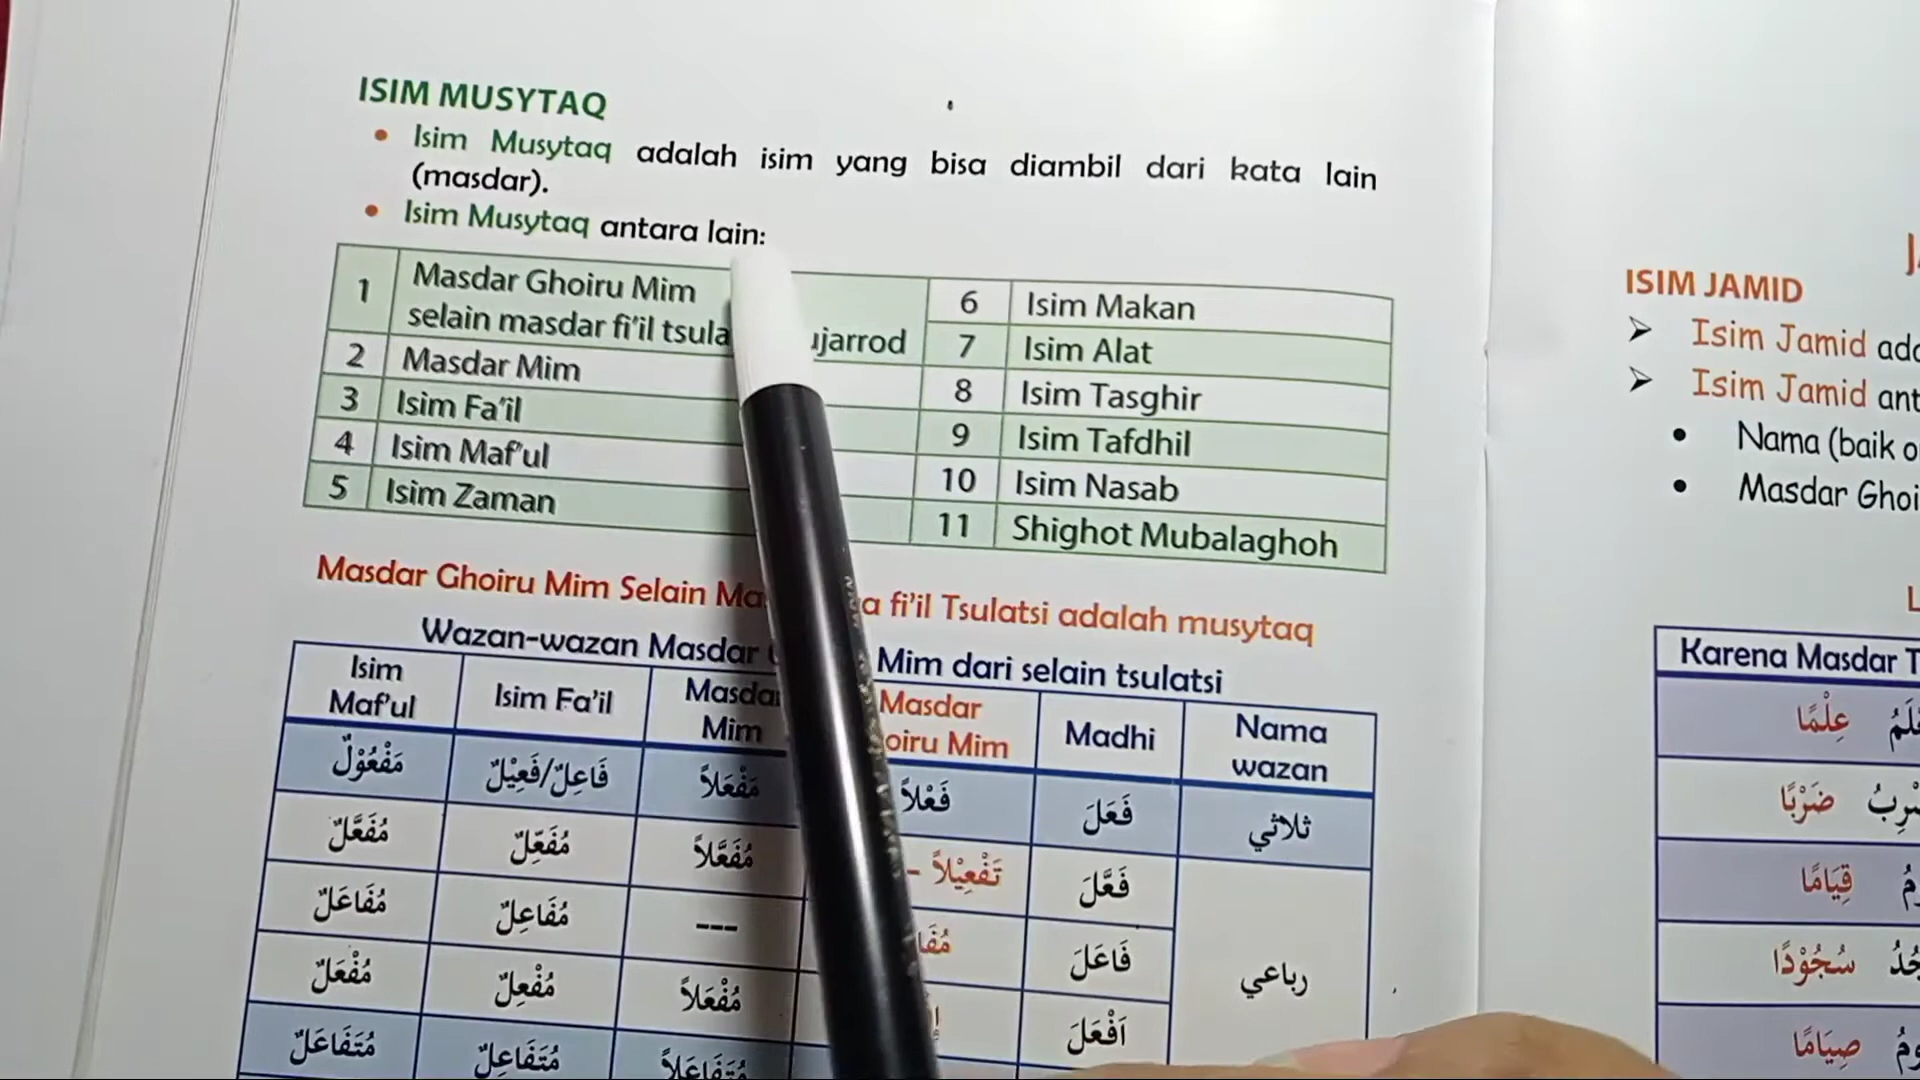 ISIM MUSYTAQ
• Isim Musytaq adalah isim yang bisa diambil dari kata lain
(masdar).
• Isim Musytaq antara lain:
1 Masdar Ghoiru Mim
selain masdar fi'il
2 Masdar Mim
3 Isim Fa'il
4 Isim Maf'ul
5 Isim Zaman
6 Isim Makan
7 Isim Alat
8 Isim Tasghir
9 Isim Tafdhil
10 Isim Nasab
11 Shighot Mubalaghoh
Masdar Ghoiru Mim Selain fi'il Tsulatsi adalah musytaq
Wazan-wazan Masdar Mim dari selain tsulatsi
Isim Maf'ul Isim Fa'il Masdar Mim Masdar Mim Madhi Nama wazan
مَفْعُوْلٌ فَاعِلٌ/فَعِيْلٌ مَفْعَلاً فَعْلاً فَعَلَ ثلاثي
مُفَعَّلٌ مُفَعِّلٌ مُفَعَّلاً تَفْعِيْلاً - فَعَّلَ
مُفَاعَلٌ مُفَاعِلٌ --- فَاعَلَ رباعي
مُفْعَلٌ مُفْعِلٌ مُفْعَلاً اَفْعَلَ
مُتَفَاعَلٌ مُتَفَاعِلٌ مُتَفَاعَلاً
ISIM JAMID
➢ Isim Jamid
➢ Isim Jamid
• Nama (baik
• Masdar
Karena Masdar
عِلْمًا
ضَرْبًا
قِيَامًا
سُجُوْدًا
صِيَامًا